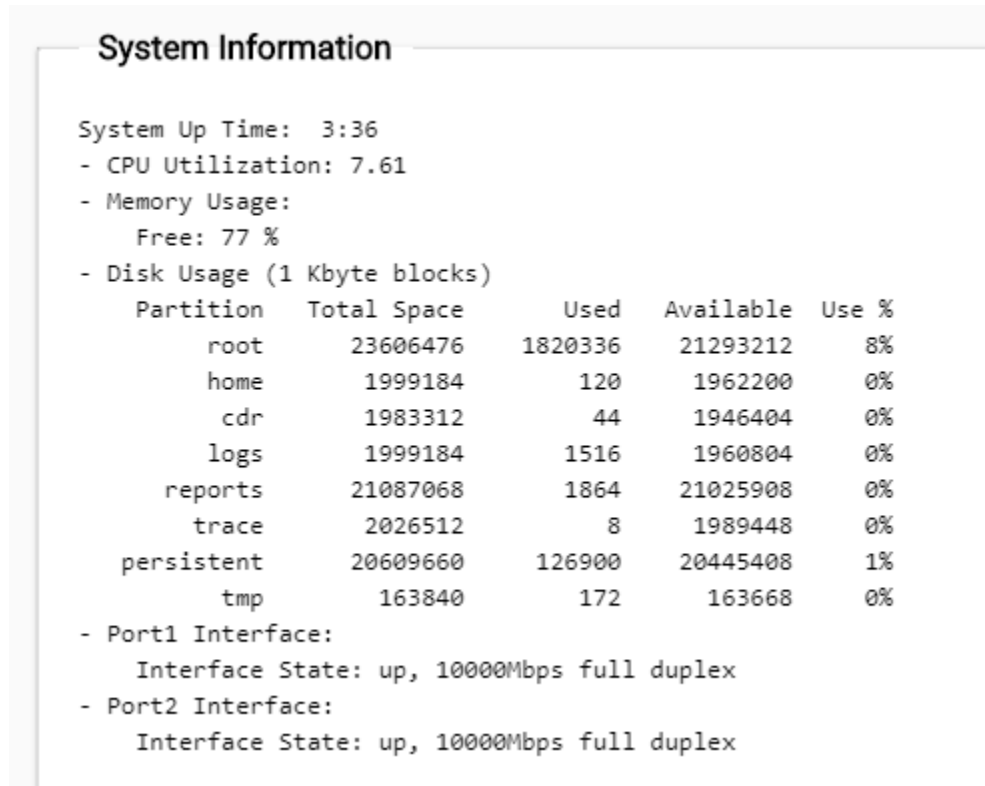 System Information
System Up Time:  3:36
- CPU Utilization: 7.61
- Memory Usage:
    Free: 77 %
- Disk Usage (1 Kbyte blocks)
    Partition   Total Space       Used   Available  Use %
         root      23606476    1820336    21293212     8%
         home       1999184        120     1962200     0%
          cdr       1983312         44     1946404     0%
         logs       1999184       1516     1960804     0%
      reports      21087068       1864    21025908     0%
        trace       2026512          8     1989448     0%
   persistent      20609660     126900    20445408     1%
          tmp        163840        172      163668     0%
- Port1 Interface:
    Interface State: up, 10000Mbps full duplex
- Port2 Interface:
    Interface State: up, 10000Mbps full duplex